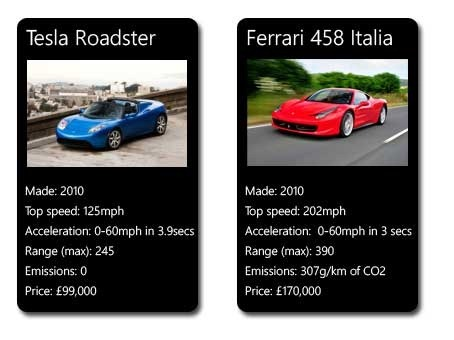 Tesla Roadster
Made: 2010
Top speed: 125mph
Acceleration: 0-60mph in 3.9secs
Range (max): 245
Emissions: 0
Price: £99,000
Ferrari 458 Italia
Made: 2010
Top speed: 202mph
Acceleration:  0-60mph in 3 secs
Range (max): 390
Emissions: 307g/km of CO2
Price: £170,000